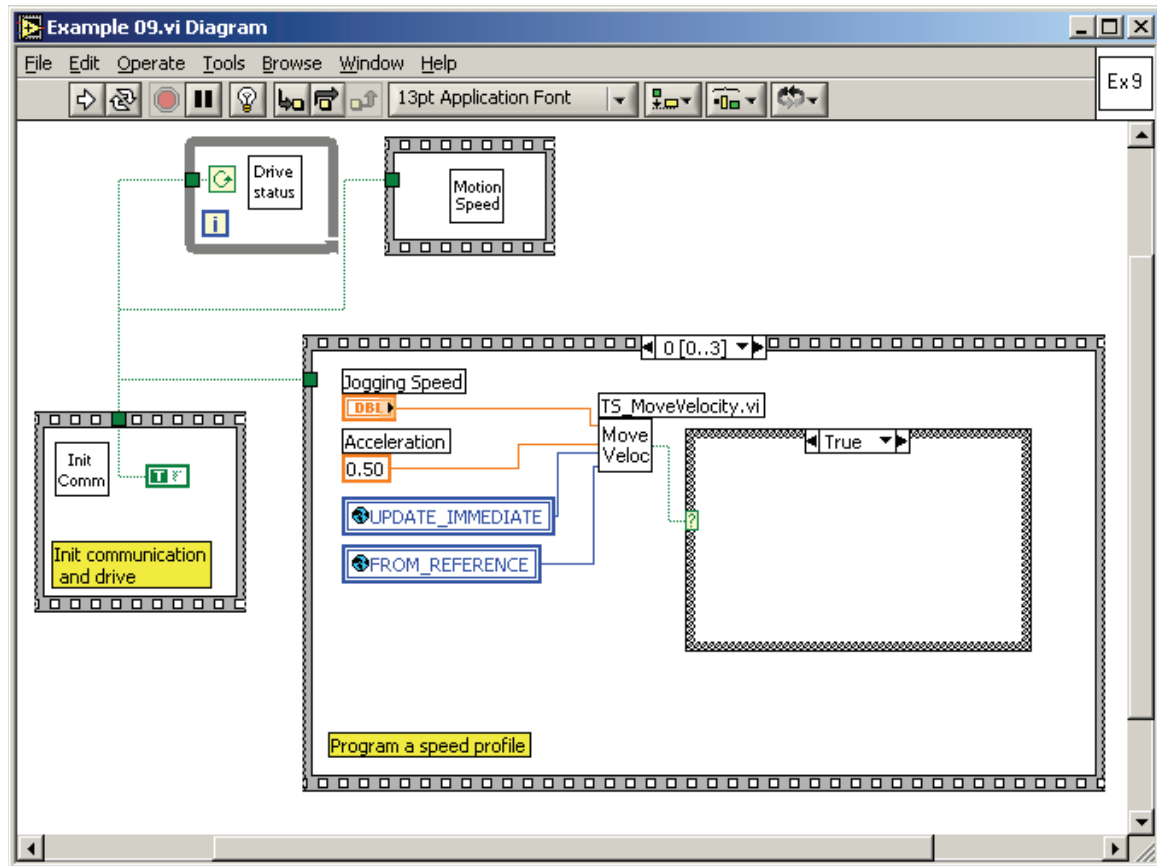 Example 09.vi Diagram
File Edit Operate Tools Browse Window Help
13pt Application Font
Ex9
Drive
status
i
Motion
Speed
0 [0..3]
Jogging Speed
DBL
TS_MoveVelocity.vi
Acceleration
0.50
Move
Veloc
True
UPDATE_IMMEDIATE
FROM_REFERENCE
?
Init
Comm
T
Init communication
and drive
Program a speed profile